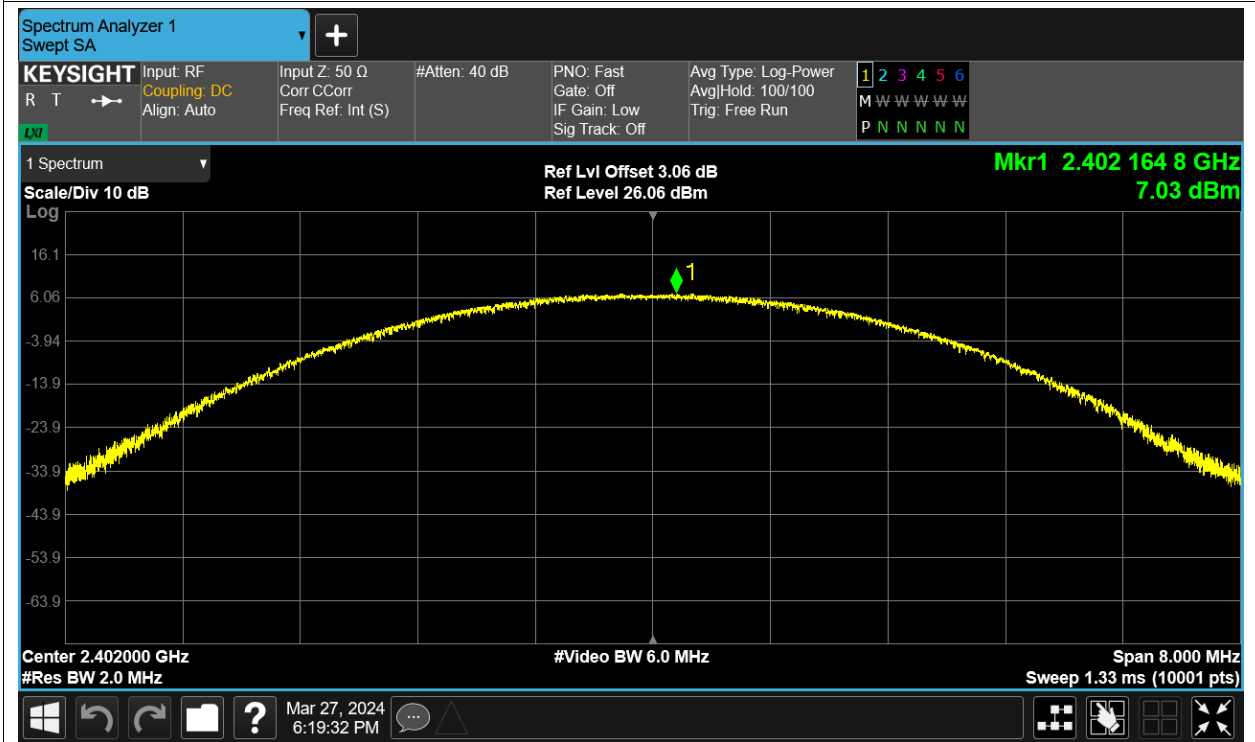 Spectrum Analyzer 1
Swept SA
+
KEYSIGHT
R T
LXI
Input: RF
Coupling: DC
Align: Auto
Input Z: 50 Ω
Corr CCorr
Freq Ref: Int (S)
#Atten: 40 dB
PNO: Fast
Gate: Off
IF Gain: Low
Sig Track: Off
Avg Type: Log-Power
Avg|Hold: 100/100
Trig: Free Run
1 2 3 4 5 6
M W W W W W
P N N N N N
1 Spectrum
Scale/Div 10 dB
Log
Ref Lvl Offset 3.06 dB
Ref Level 26.06 dBm
Mkr1 2.402 164 8 GHz
7.03 dBm
1
16.1
6.06
-3.94
-13.9
-23.9
-33.9
-43.9
-53.9
-63.9
Center 2.402000 GHz
#Res BW 2.0 MHz
#Video BW 6.0 MHz
Span 8.000 MHz
Sweep 1.33 ms (10001 pts)
?
Mar 27, 2024
6:19:32 PM